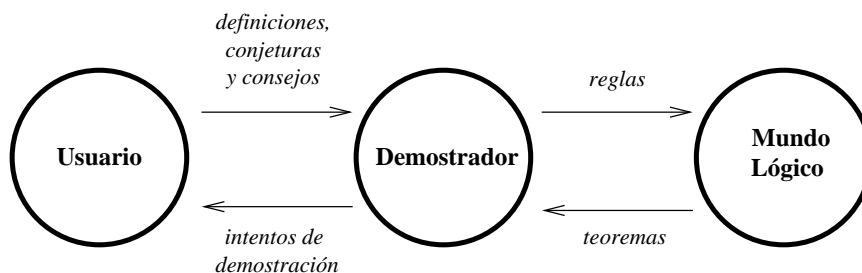 definiciones,
conjeturas
y consejos
reglas
Usuario
Demostrador
Mundo
Lógico
intentos de
demostración
teoremas